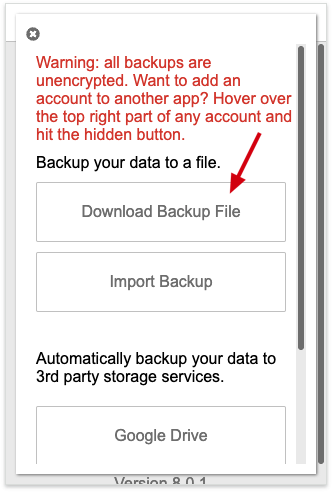 Warning: all backups are
unencrypted. Want to add an
account to another app? Hover over
the top right part of any account and
hit the hidden button.
Backup your data to a file.
Download Backup File
Import Backup
Automatically backup your data to
3rd party storage services.
Google Drive
Version 8.0.1